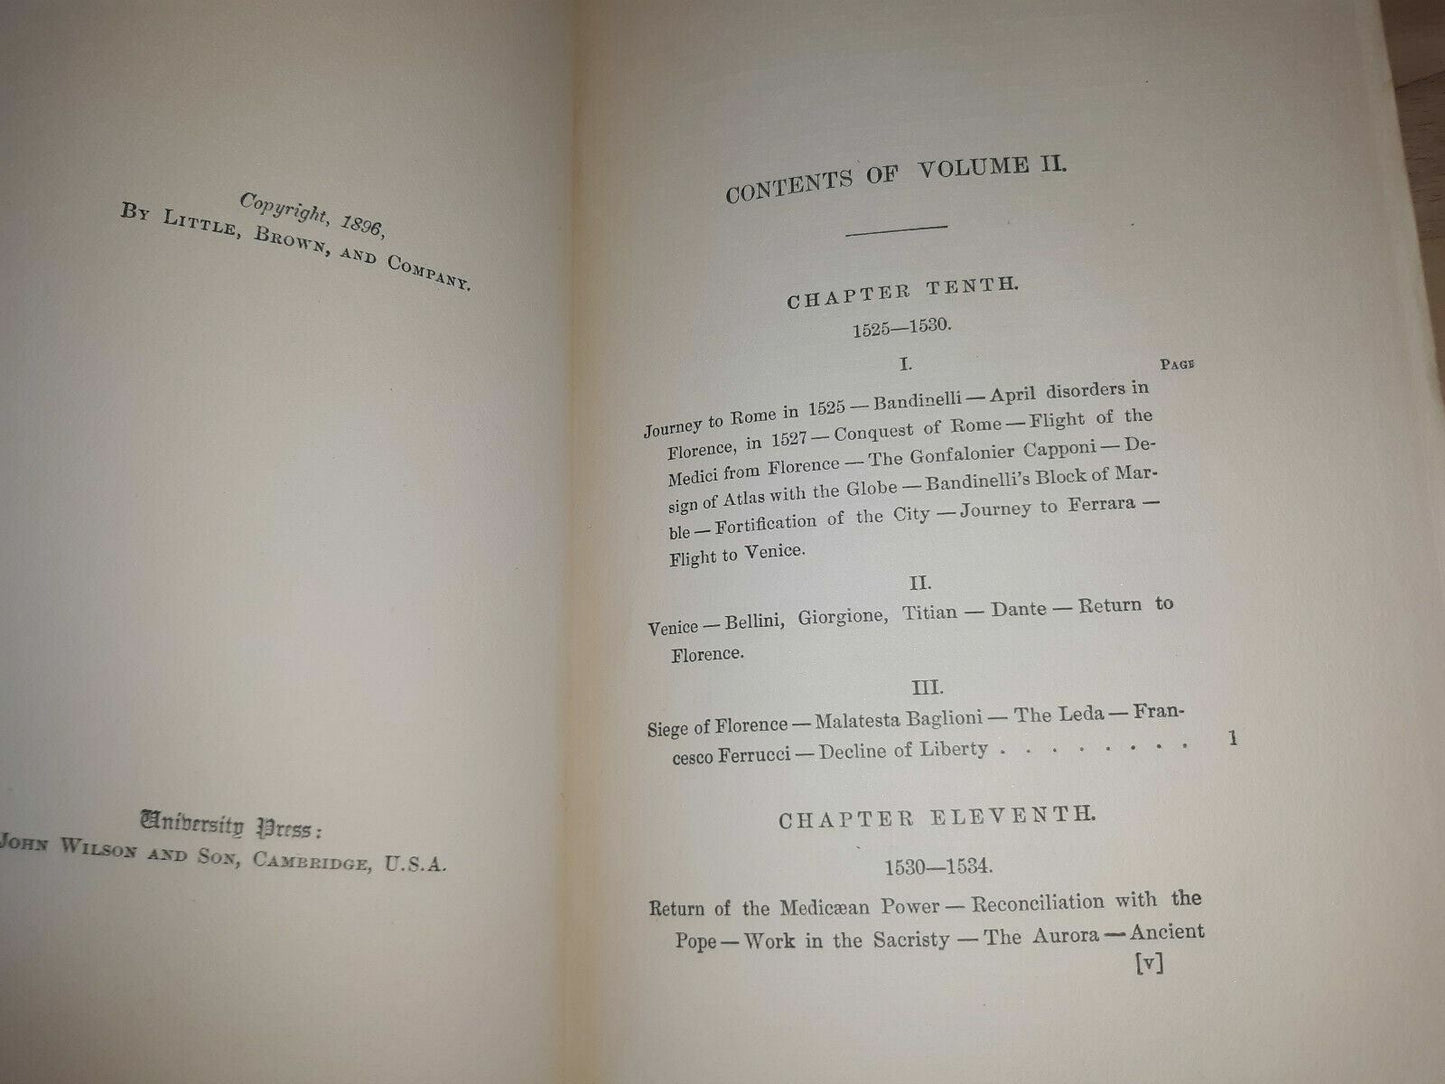 Copyright, 1896,
By Little, Brown, and Company.
University Press:
John Wilson and Son, Cambridge, U.S.A.
CONTENTS OF VOLUME II.
CHAPTER TENTH.
1525—1530.
I.
Page
Journey to Rome in 1525 — Bandinelli — April disorders in
Florence, in 1527 — Conquest of Rome — Flight of the
Medici from Florence — The Gonfalonier Capponi — De-
sign of Atlas with the Globe — Bandinelli's Block of Mar-
ble — Fortification of the City — Journey to Ferrara —
Flight to Venice.
II.
Venice — Bellini, Giorgione, Titian — Dante — Return to
Florence.
III.
Siege of Florence — Malatesta Baglioni — The Leda — Fran-
cesco Ferrucci — Decline of Liberty . . . . . . . . 1
CHAPTER ELEVENTH.
1530—1534.
Return of the Medicæan Power — Reconciliation with the
Pope — Work in the Sacristy — The Aurora — Ancient
[v]